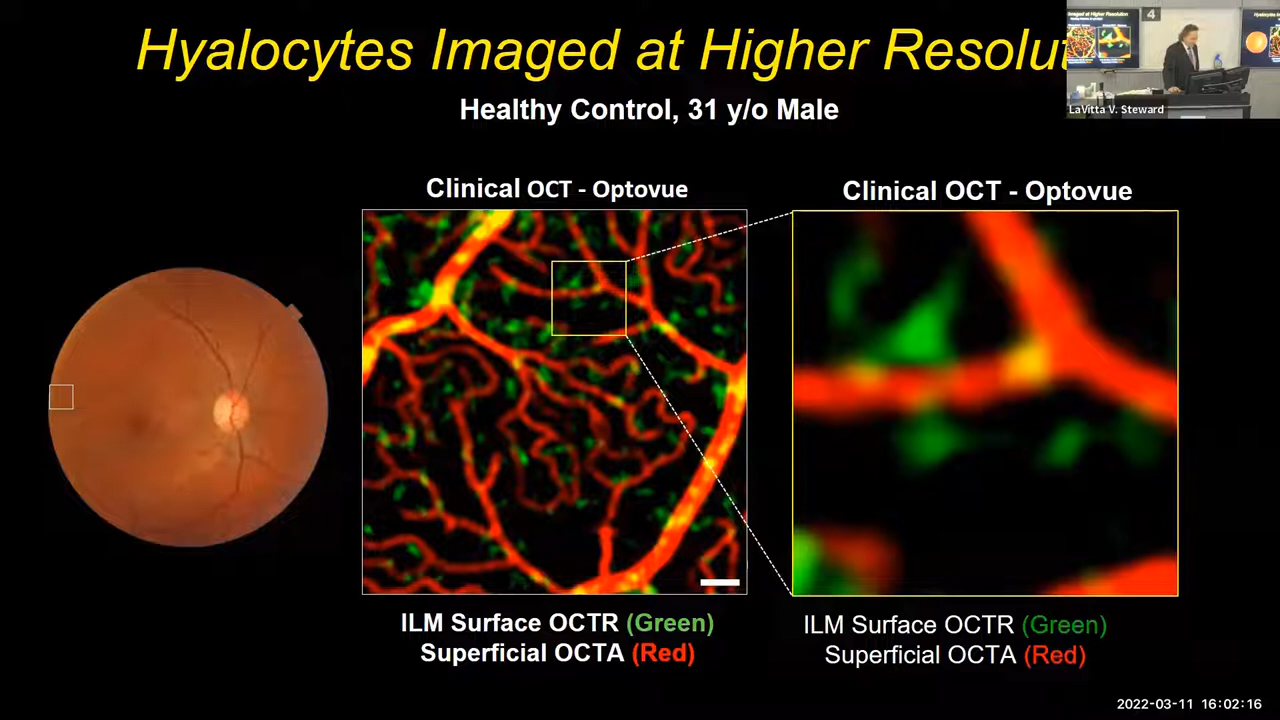 Hyalocytes Imaged at Higher Resolut
4
LaVitta V. Steward
Healthy Control, 31 y/o Male
Clinical OCT - Optovue
Clinical OCT - Optovue
ILM Surface OCTR (Green)
Superficial OCTA (Red)
ILM Surface OCTR (Green)
Superficial OCTA (Red)
2022-03-11 16:02:16